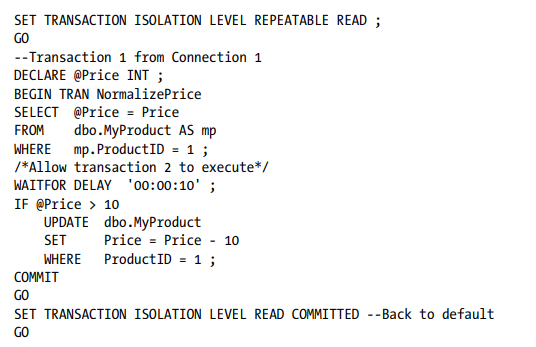 SET TRANSACTION ISOLATION LEVEL REPEATABLE READ ;
GO
--Transaction 1 from Connection 1
DECLARE @Price INT ;
BEGIN TRAN NormalizePrice
SELECT  @Price = Price
FROM    dbo.MyProduct AS mp
WHERE   mp.ProductID = 1 ;
/*Allow transaction 2 to execute*/
WAITFOR DELAY  '00:00:10' ;
IF @Price > 10
    UPDATE  dbo.MyProduct
    SET     Price = Price - 10
    WHERE   ProductID = 1 ;
COMMIT
GO
SET TRANSACTION ISOLATION LEVEL READ COMMITTED --Back to default
GO